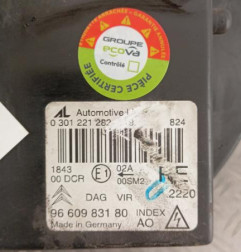 GROUPE
ecova
Contrôlé
PIÈCE CERTIFIÉE
AL Automotive
0 301 221 282 824
1843 02A
00 DCR E1 00SM2
DAG VIR 2220
96 609 831 80 INDEX
Made in Germany AO